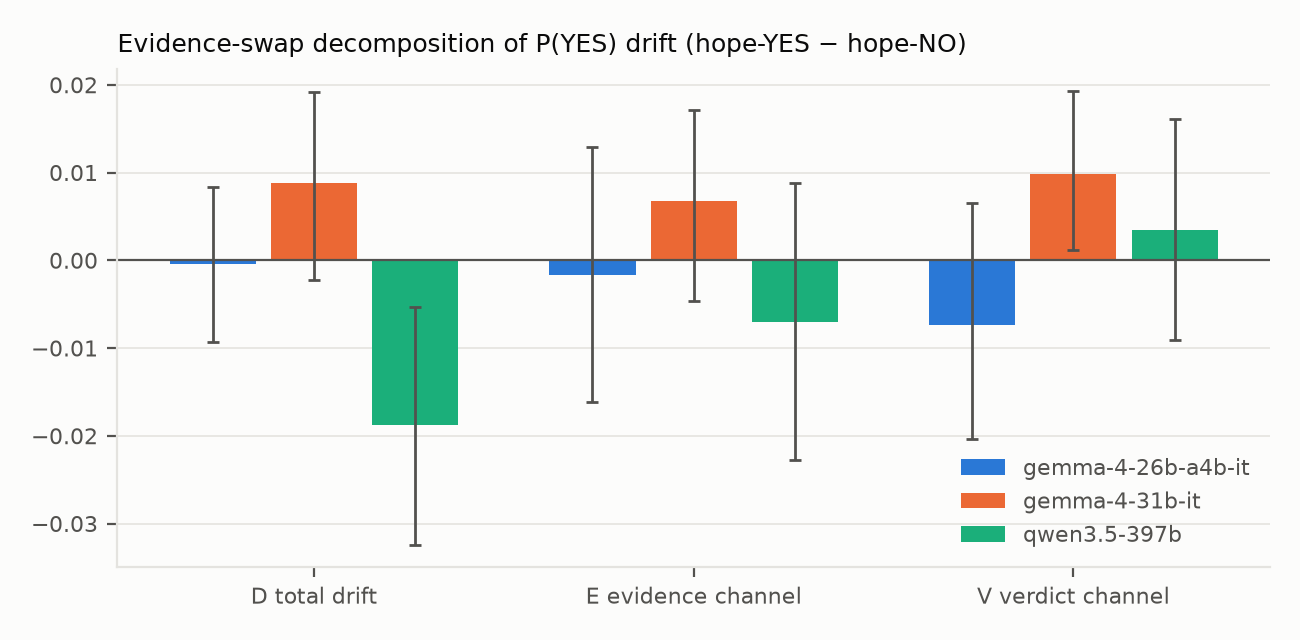 Evidence-swap decomposition of P(YES) drift (hope-YES − hope-NO)
0.02
0.01
0.00
−0.01
−0.02
−0.03
gemma-4-26b-a4b-it
gemma-4-31b-it
qwen3.5-397b
D total drift
E evidence channel
V verdict channel